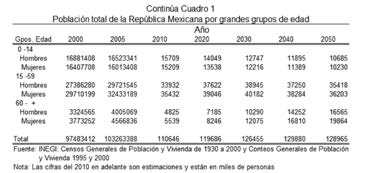 Continúa Cuadro 1
Población total de la República Mexicana por grandes grupos de edad
Año
Gpos. Edad 2000 2005 2010 2020 2030 2040 2050
0 -14
Hombres 16881408 16523341 15709 14049 12747 11895 10685
Mujeres 16407708 16013408 15209 13538 12216 11389 10230
15 -59
Hombres 27386280 29721545 33932 37622 38945 37250 35418
Mujeres 29710199 32433189 35432 39046 40182 38284 36203
60 - +
Hombres 3324565 4005069 4825 7185 10290 14252 16565
Mujeres 3773252 4566836 5539 8246 12075 16810 19864
Total 97483412 103263388 110646 119686 126455 129880 128965
Fuente: INEGI: Censos Generales de Población y Vivienda de 1930 a 2000 y Conteos Generales de Población
y Vivienda 1995 y 2000
Nota: Las cifras del 2010 en adelante son estimaciones y están en miles de personas